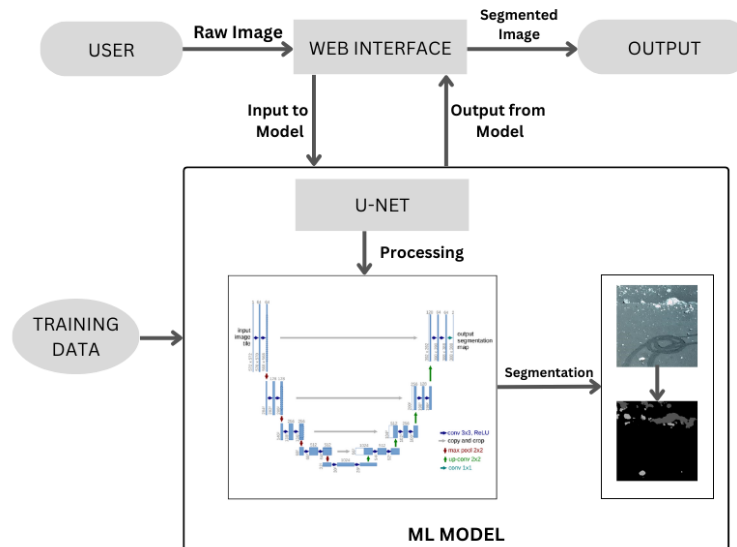 USER
Raw Image
WEB INTERFACE
Segmented
Image
OUTPUT
Input to
Model
Output from
Model
U-NET
Processing
TRAINING
DATA
input
image
tile
output
segmentation
map
conv 3x3, ReLU
copy and crop
max pool 2x2
up-conv 2x2
conv 1x1
Segmentation
ML MODEL